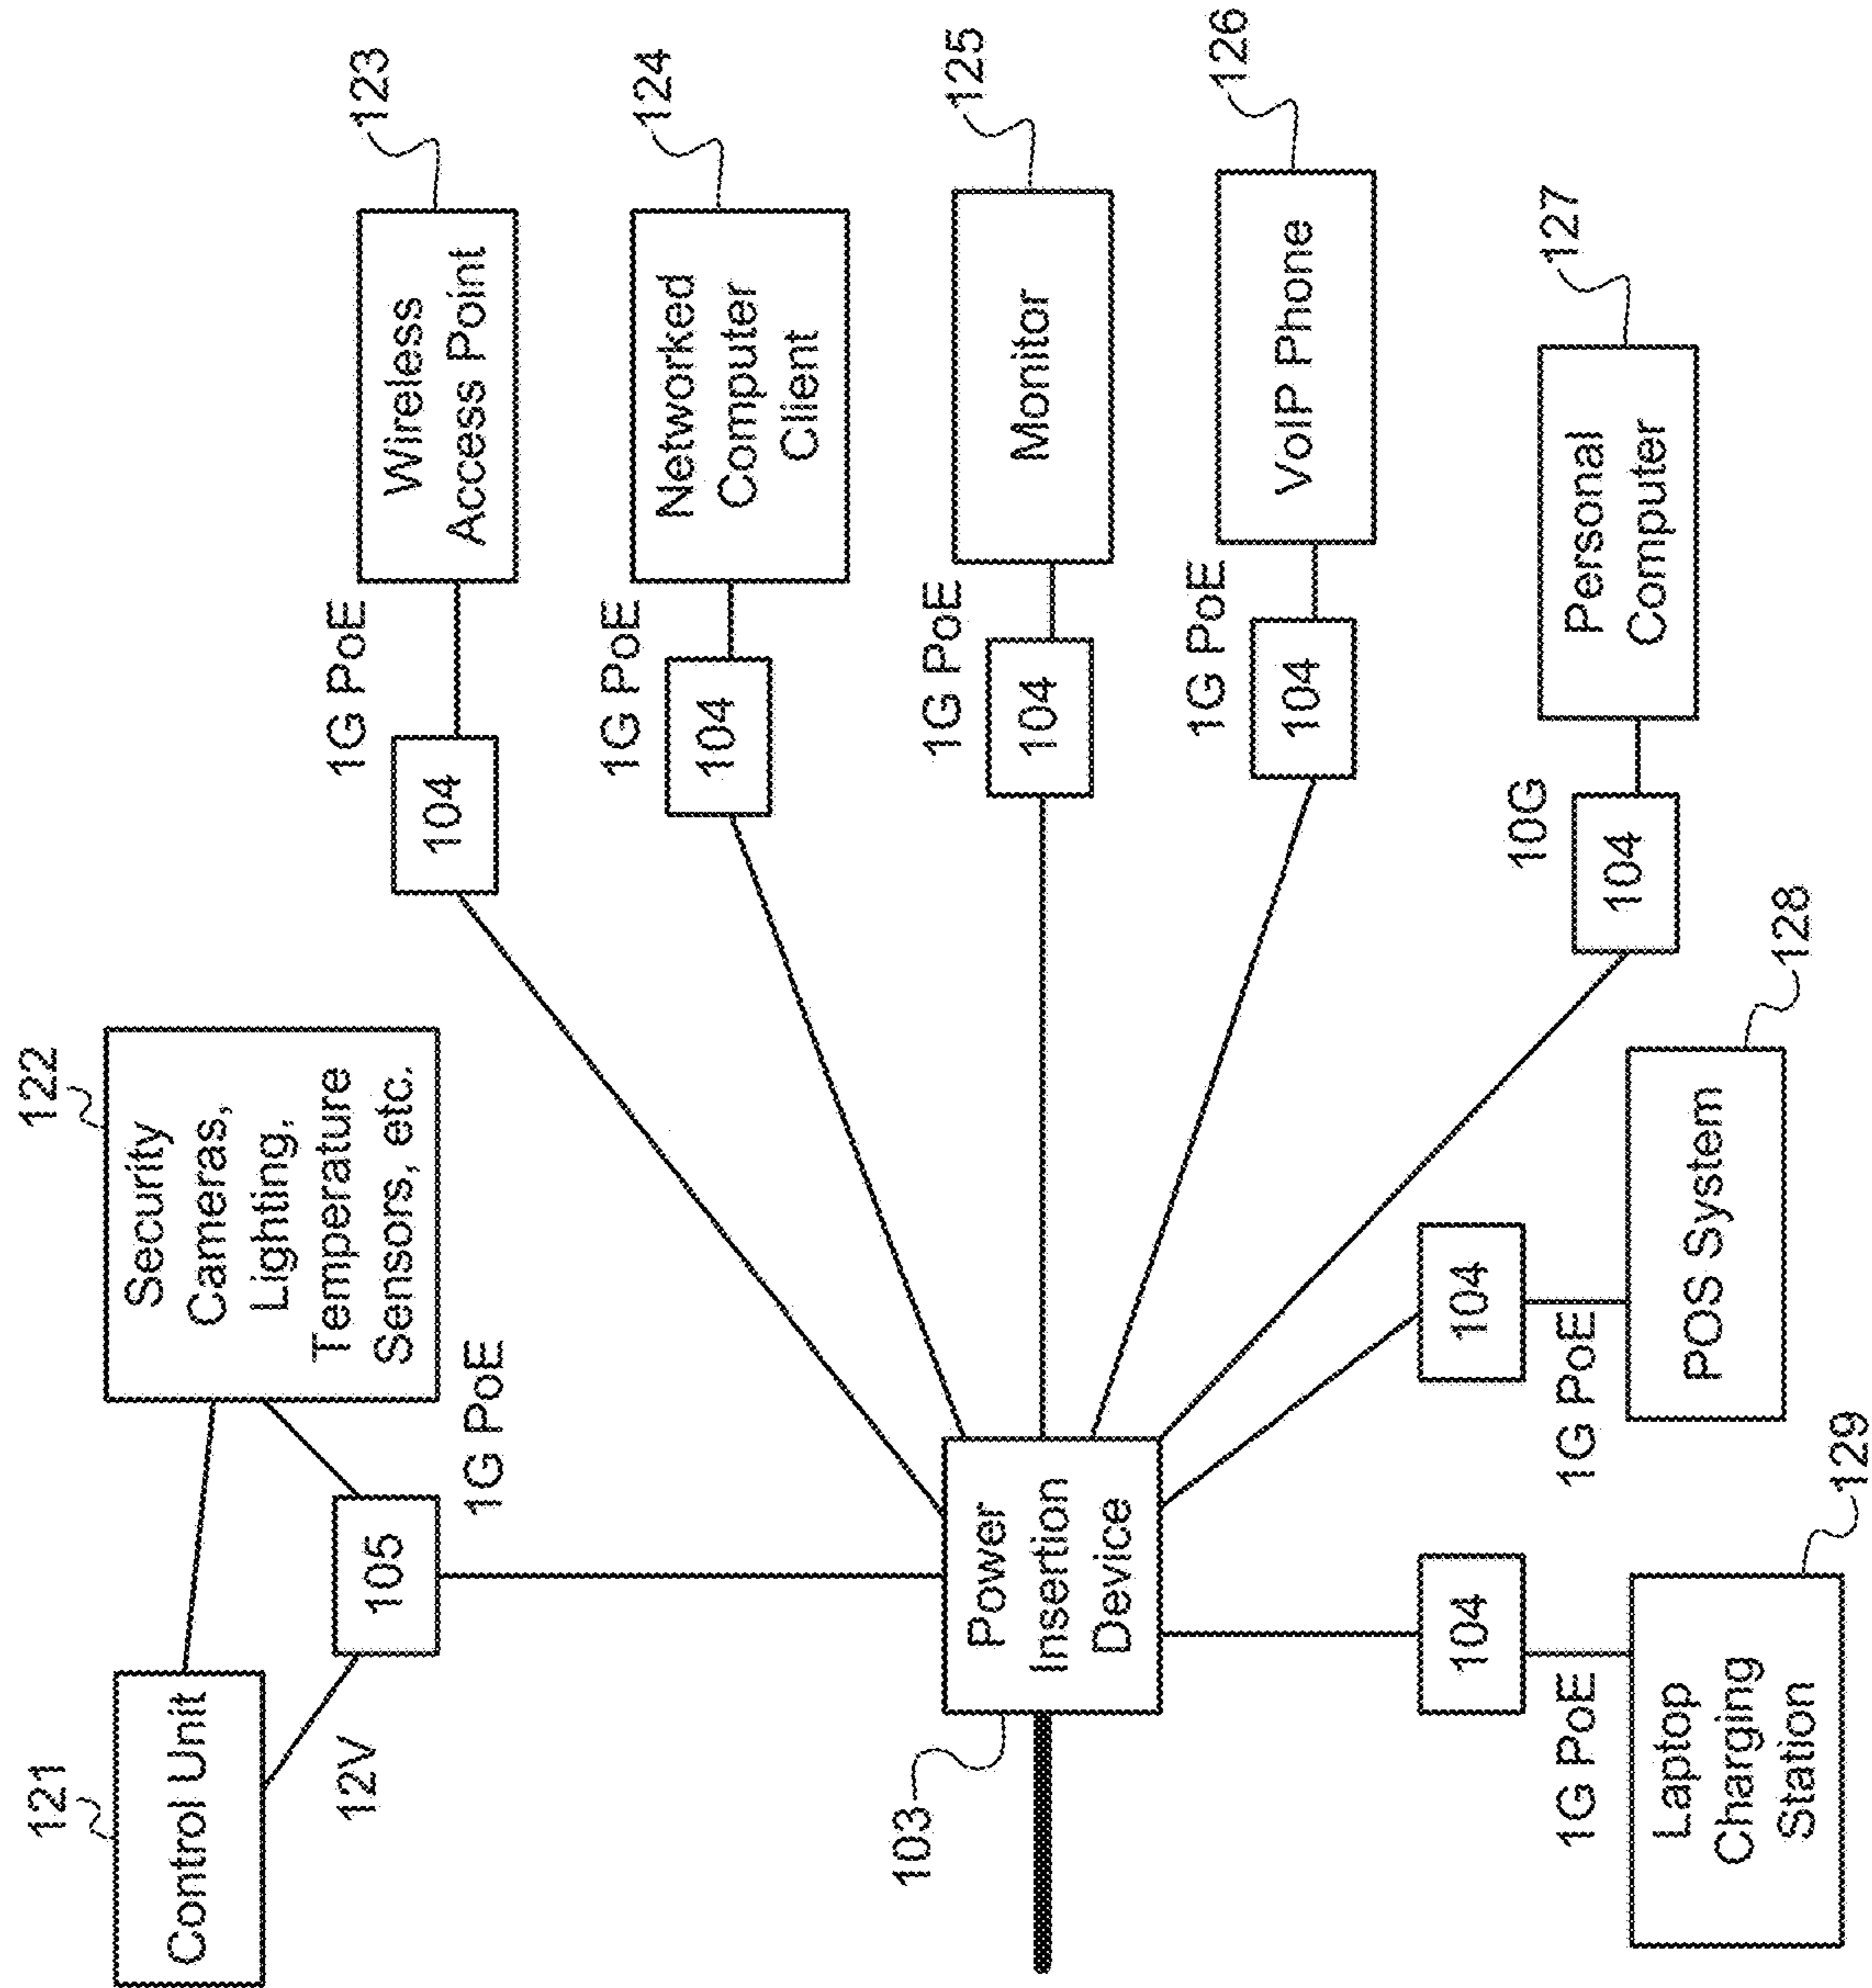 121
Control Unit
12V
105
1G PoE
122
Security
Cameras,
Lighting,
Temperature
Sensors, etc.
104
1G PoE
Wireless
Access Point
123
104
1G PoE
Networked
Computer
Client
124
103
Power
Insertion
Device
104
1G PoE
Monitor
125
104
1G PoE
VoIP Phone
126
104
10G
Personal
Computer
127
104
1G PoE
Laptop
Charging
Station
129
104
1G PoE
POS System
128